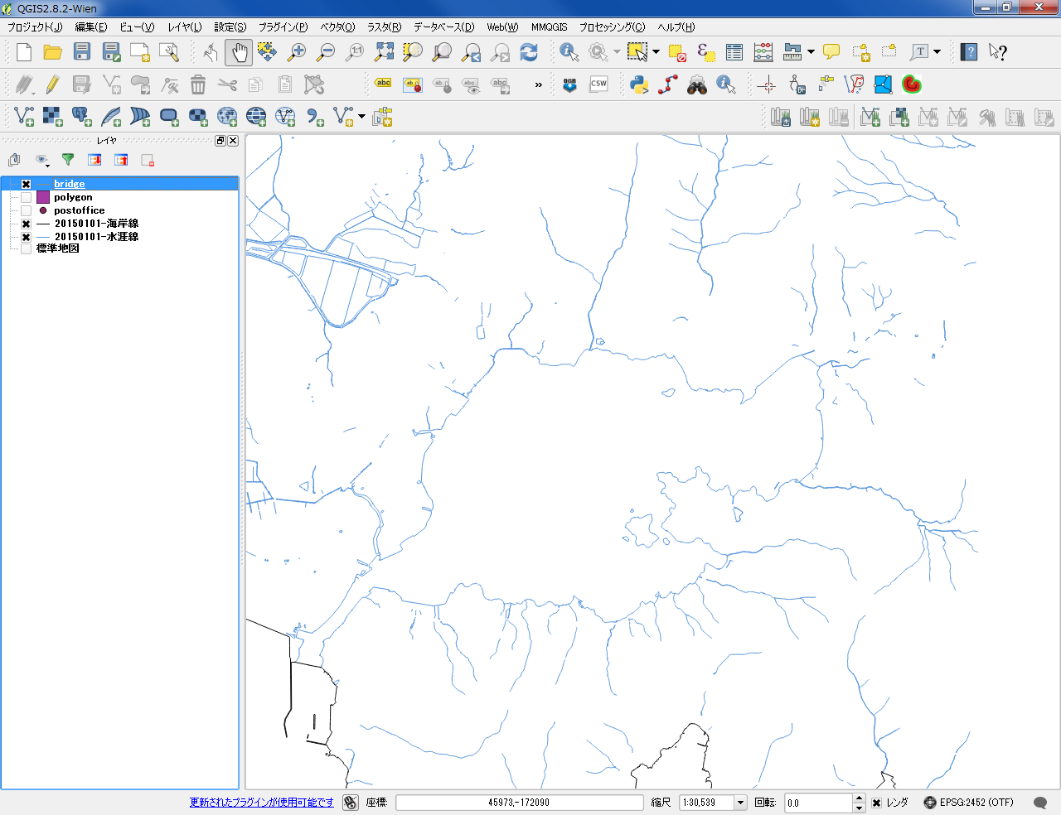 QGIS2.8.2-Wien
プロジェクト(J) 編集(E) ビュー(V) レイヤ(L) 設定(S) プラグイン(P) ベクタ(O) ラスタ(R) データベース(D) Web(W) MMQGIS プロセッシング(C) ヘルプ(H)
abc abc abc abc abc » CSW
レイヤ
bridge
polygon
postoffice
20150101-海岸線
20150101-水涯線
標準地図
更新されたプラグインが使用可能です 座標: 45973,-172090 縮尺 1:30,539 回転: 0.0 レンダ EPSG:2452 (OTF)